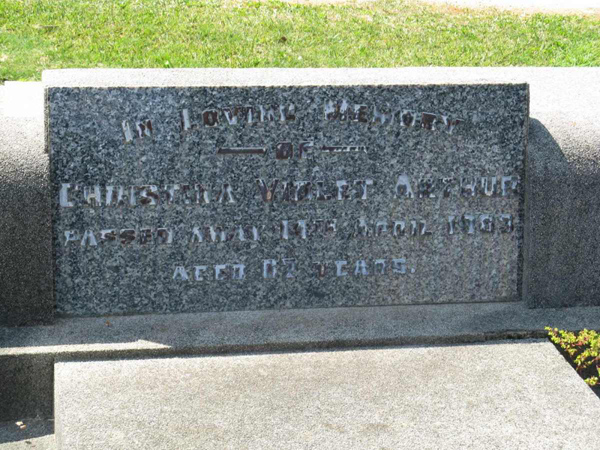 IN LOVING MEMORY
OF
CHRISTINA VIOLET ARTHUR
PASSED AWAY APRIL
AGED YEARS.